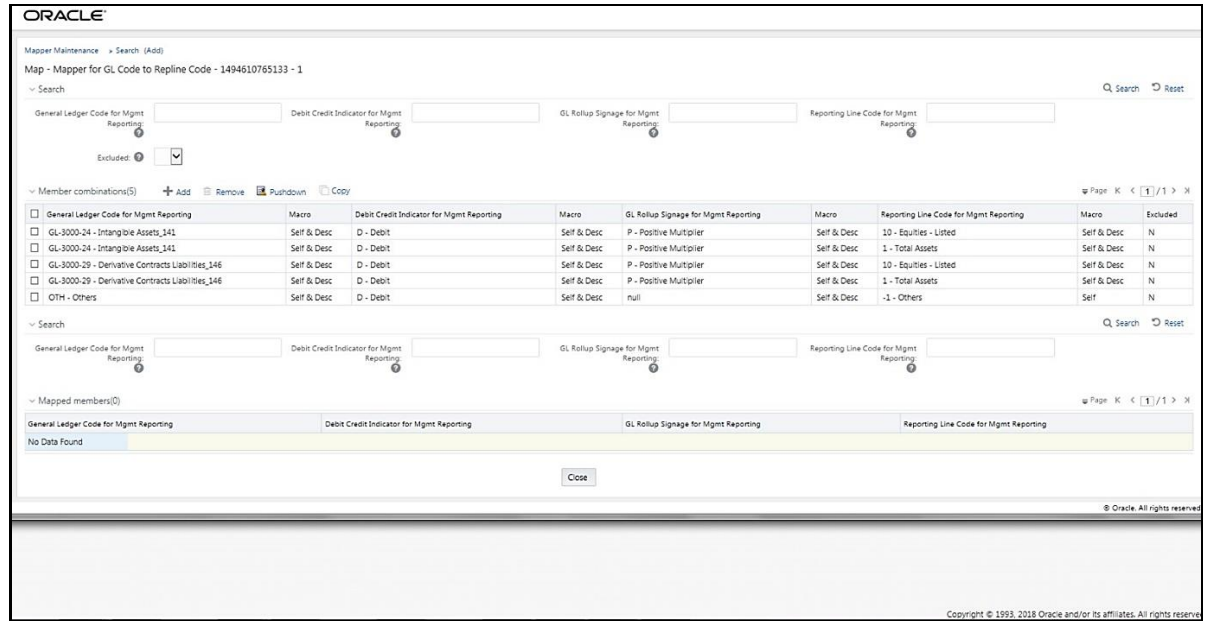 ORACLE
Mapper Maintenance » Search (Add)
Map - Mapper for GL Code to Repline Code - 1494610765133 - 1
Search Search Reset
General Ledger Code for Mgmt Reporting: Debit Credit Indicator for Mgmt Reporting: GL Rollup Signage for Mgmt Reporting: Reporting Line Code for Mgmt Reporting:
Excluded:
Member combinations(5) Add Remove Pushdown Copy Page K < 1 / 1 > X
General Ledger Code for Mgmt Reporting Macro Debit Credit Indicator for Mgmt Reporting Macro GL Rollup Signage for Mgmt Reporting Macro Reporting Line Code for Mgmt Reporting Macro Excluded
GL-3000-24 - Intangible Assets_141 Self & Desc D - Debit Self & Desc P - Positive Multiplier Self & Desc 10 - Equities - Listed Self & Desc N
GL-3000-24 - Intangible Assets_141 Self & Desc D - Debit Self & Desc P - Positive Multiplier Self & Desc 1 - Total Assets Self & Desc N
GL-3000-29 - Derivative Contracts Liabilities_146 Self & Desc D - Debit Self & Desc P - Positive Multiplier Self & Desc 10 - Equities - Listed Self & Desc N
GL-3000-29 - Derivative Contracts Liabilities_146 Self & Desc D - Debit Self & Desc P - Positive Multiplier Self & Desc 1 - Total Assets Self & Desc N
OTH - Others Self & Desc D - Debit Self & Desc null Self & Desc -1 - Others Self N
Search Search Reset
General Ledger Code for Mgmt Reporting: Debit Credit Indicator for Mgmt Reporting: GL Rollup Signage for Mgmt Reporting: Reporting Line Code for Mgmt Reporting:
Mapped members(0) Page K < 1 / 1 > X
General Ledger Code for Mgmt Reporting Debit Credit Indicator for Mgmt Reporting GL Rollup Signage for Mgmt Reporting Reporting Line Code for Mgmt Reporting
No Data Found
Close
© Oracle. All rights reserved
Copyright © 1993, 2018 Oracle and/or its affiliates. All rights reserve